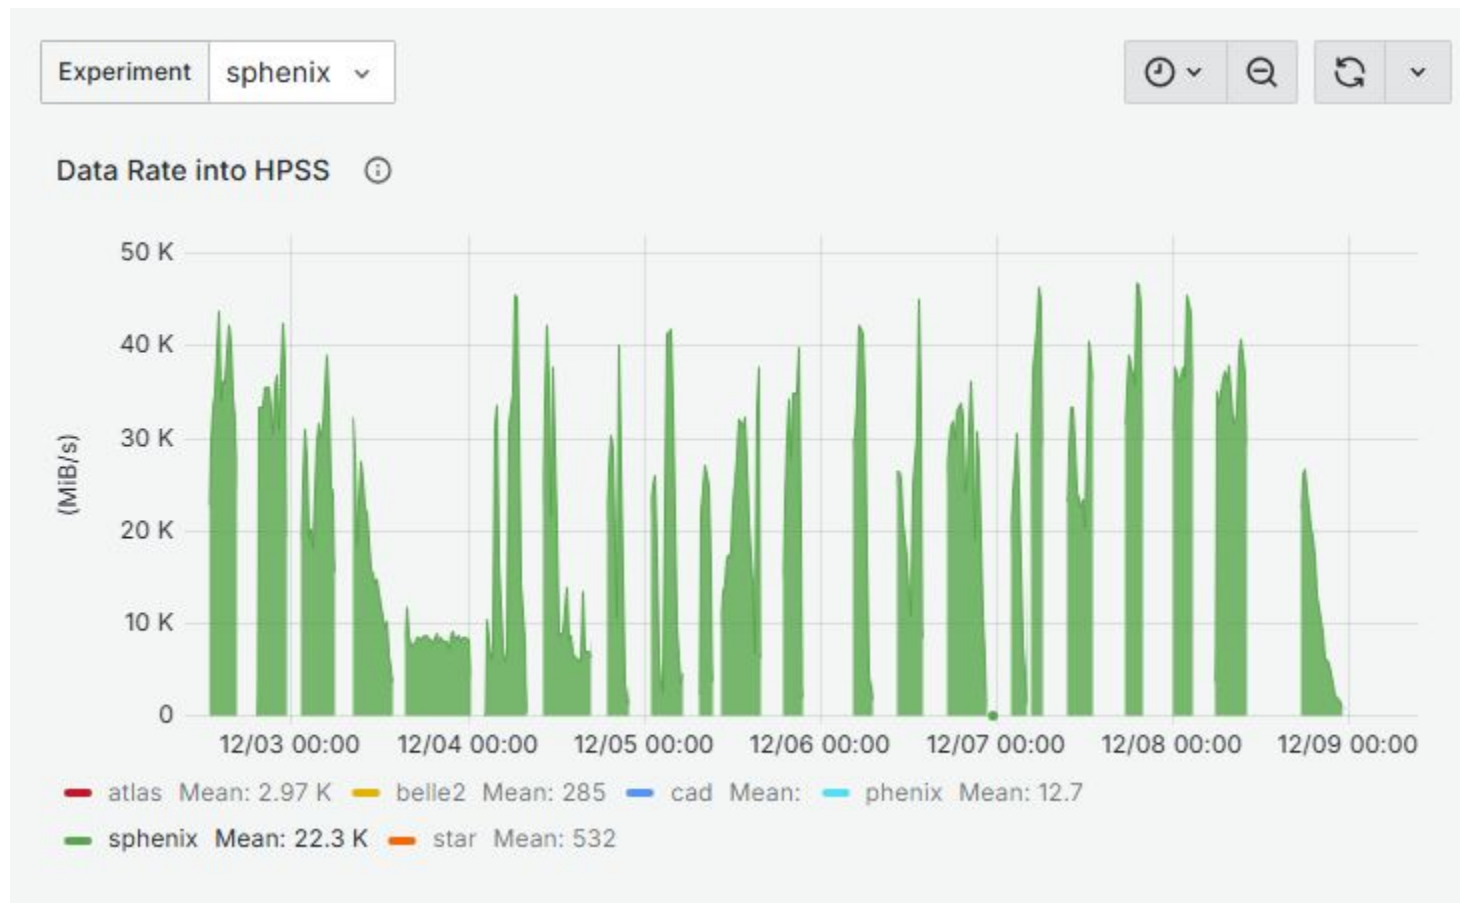 Experiment sphenix
Data Rate into HPSS
50 K
40 K
30 K
20 K
10 K
0
(MiB/s)
12/03 00:00 12/04 00:00 12/05 00:00 12/06 00:00 12/07 00:00 12/08 00:00 12/09 00:00
atlas Mean: 2.97 K belle2 Mean: 285 cad Mean: phenix Mean: 12.7
sphenix Mean: 22.3 K star Mean: 532